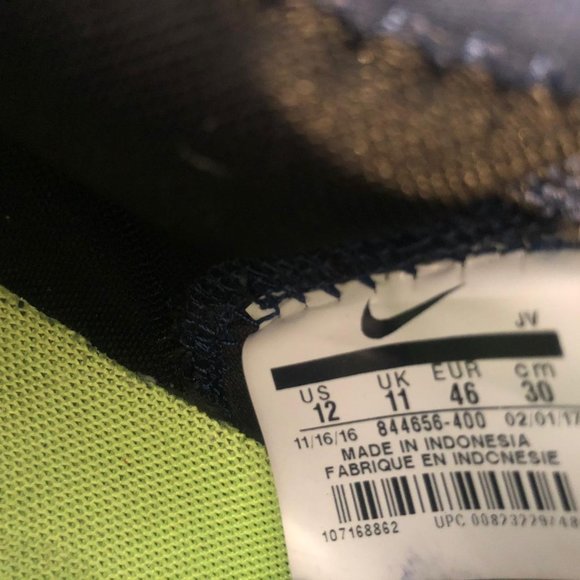 JV
US UK EUR cm
12 11 46 30
11/16/16 844656-400 02/01/17
MADE IN INDONESIA
FABRIQUE EN INDONESIE
107168862 UPC